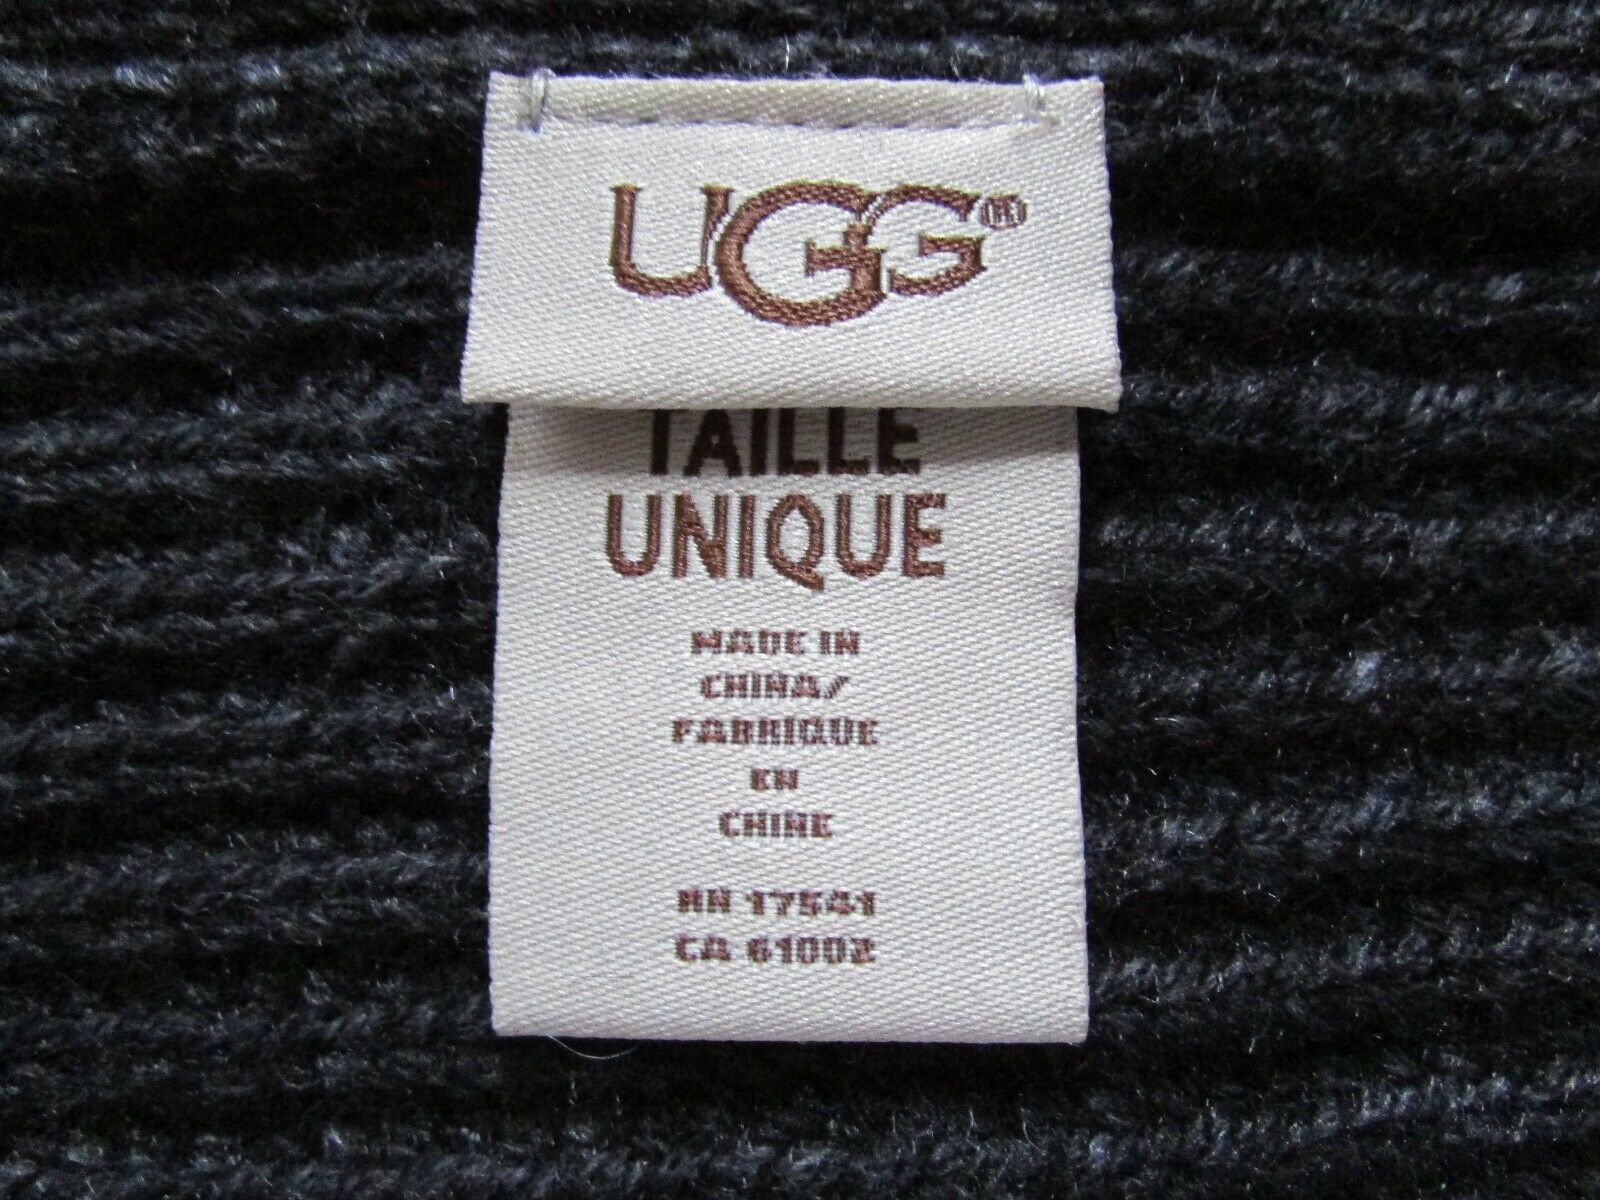 UGG®
TAILLE
UNIQUE
MADE IN
CHINA/
FABRIQUE
EN
CHINE
RN 17541
CA 61002